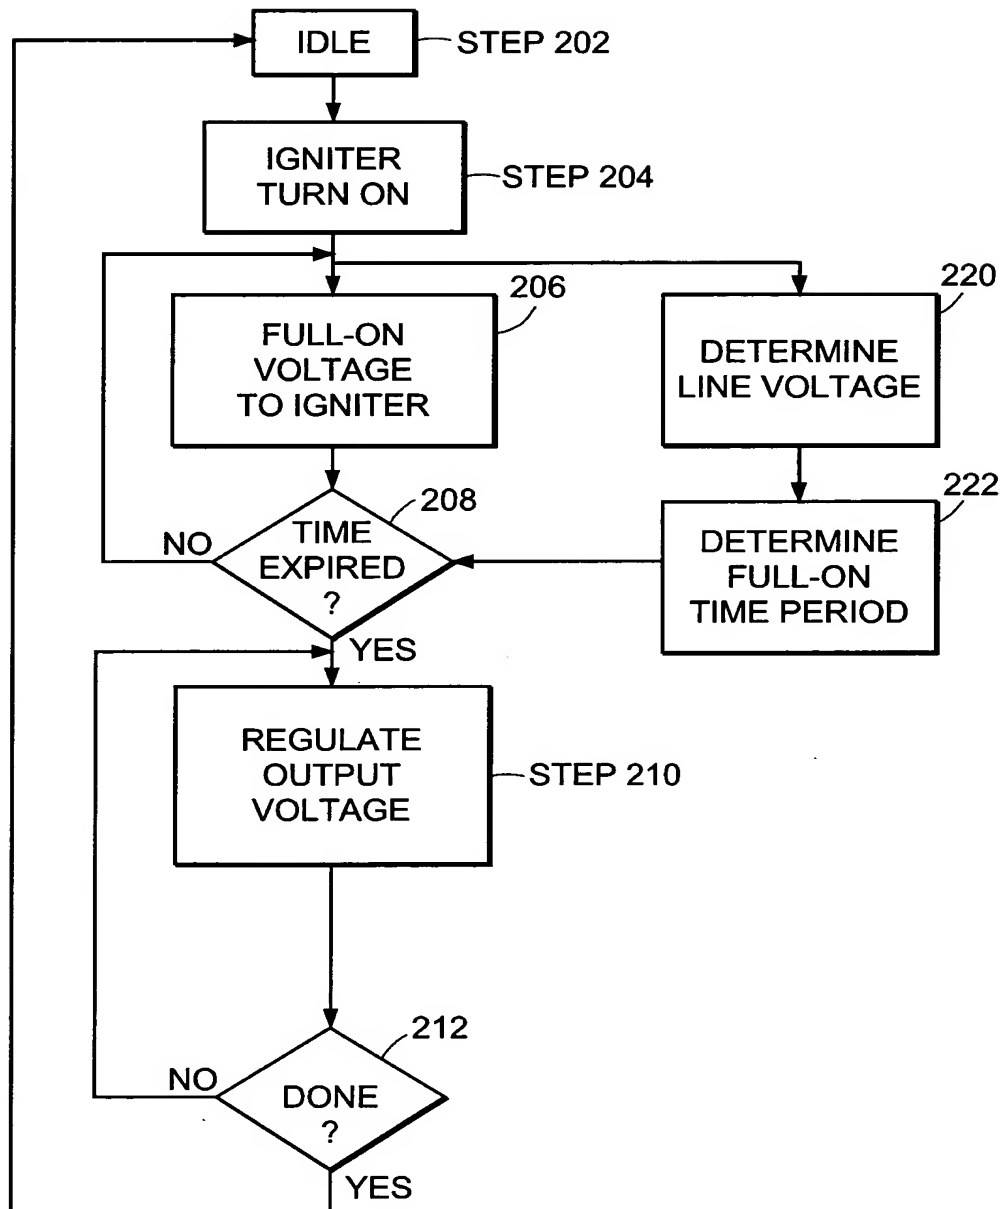 IDLE
STEP 202
IGNITER
TURN ON
STEP 204
206
FULL-ON
VOLTAGE
TO IGNITER
220
DETERMINE
LINE VOLTAGE
208
TIME
EXPIRED
?
NO
YES
222
DETERMINE
FULL-ON
TIME PERIOD
REGULATE
OUTPUT
VOLTAGE
STEP 210
212
DONE
?
NO
YES